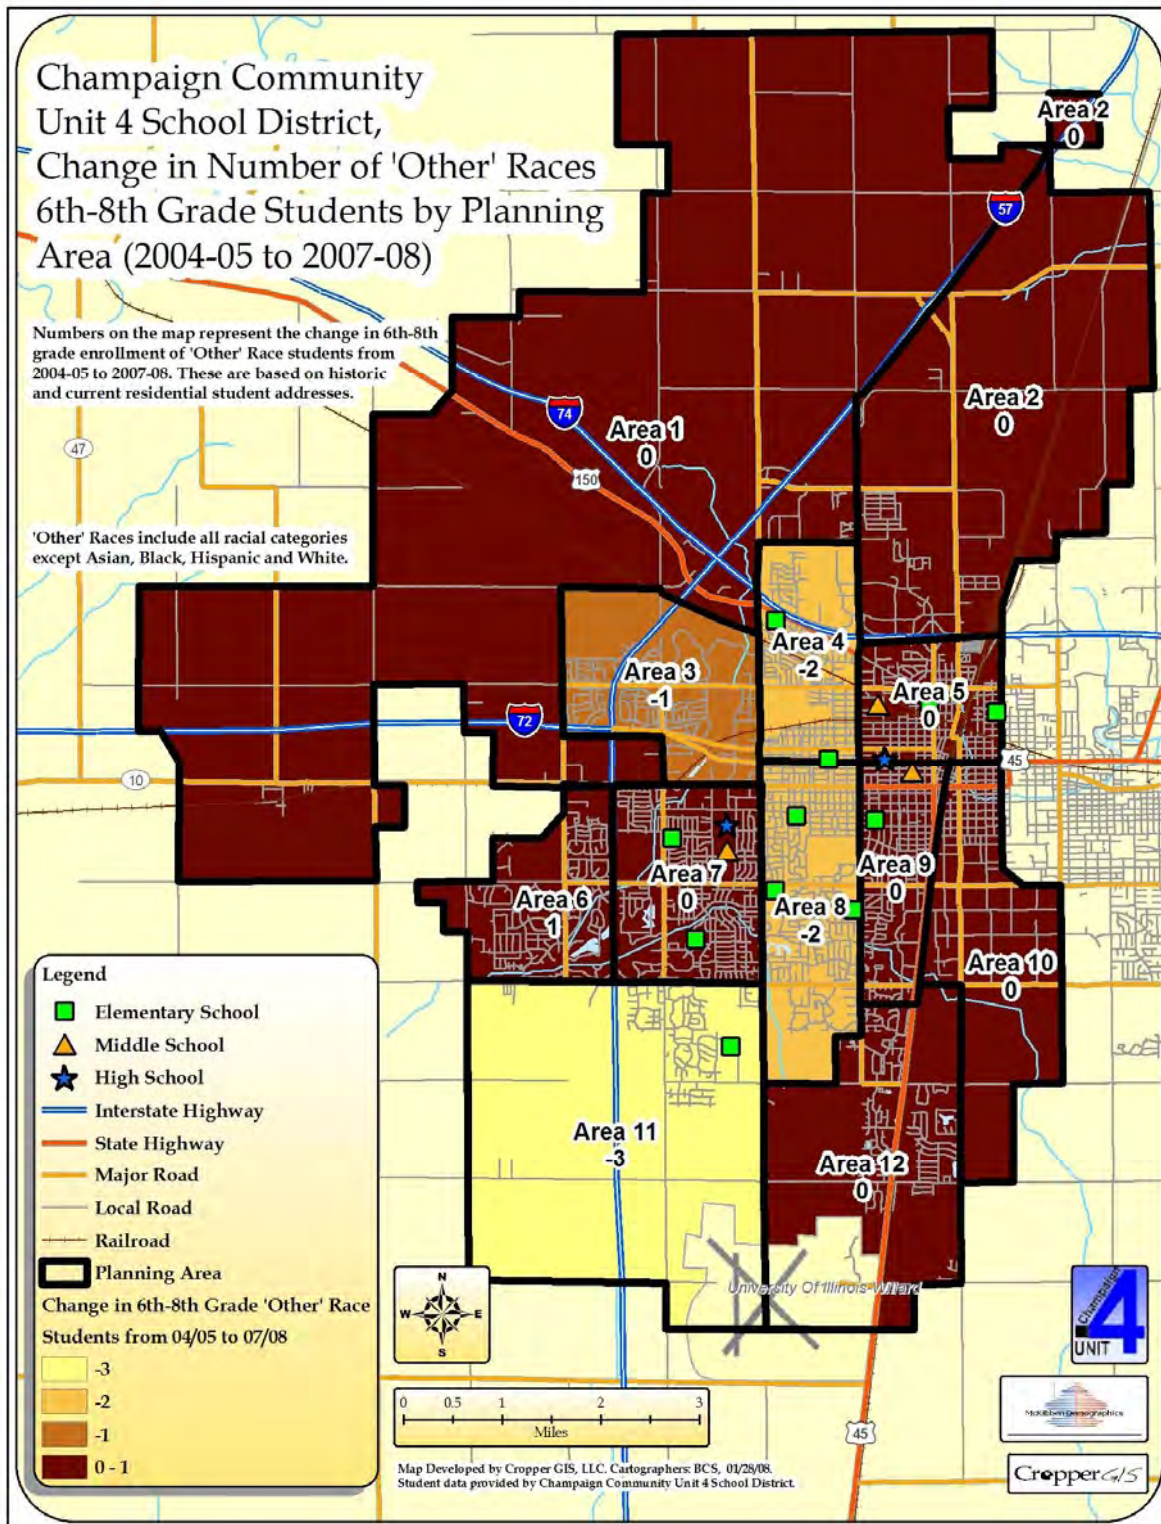 Champaign Community
Unit 4 School District,
Change in Number of 'Other' Races
6th-8th Grade Students by Planning
Area (2004-05 to 2007-08)
Numbers on the map represent the change in 6th-8th
grade enrollment of 'Other' Race students from
2004-05 to 2007-08. These are based on historic
and current residential student addresses.
'Other' Races include all racial categories
except Asian, Black, Hispanic and White.
Area 2
0
57
Area 2
0
74
Area 1
0
47
150
Area 4
-2
Area 3
-1
Area 5
0
72
10
45
Area 9
0
Area 7
0
Area 6
1
Area 8
-2
Area 10
0
Area 11
-3
Area 12
0
University Of Illinois-Willard
45
Legend
Elementary School
Middle School
High School
Interstate Highway
State Highway
Major Road
Local Road
Railroad
Planning Area
Change in 6th-8th Grade 'Other' Race
Students from 04/05 to 07/08
-3
-2
-1
0 - 1
N
W E
S
0 0.5 1 2 3
Miles
Map Developed by Cropper GIS, LLC. Cartographers: BCS, 01/28/08.
Student data provided by Champaign Community Unit 4 School District.
Champaign
4
UNIT
McKibben Demographics
Cropper GIS